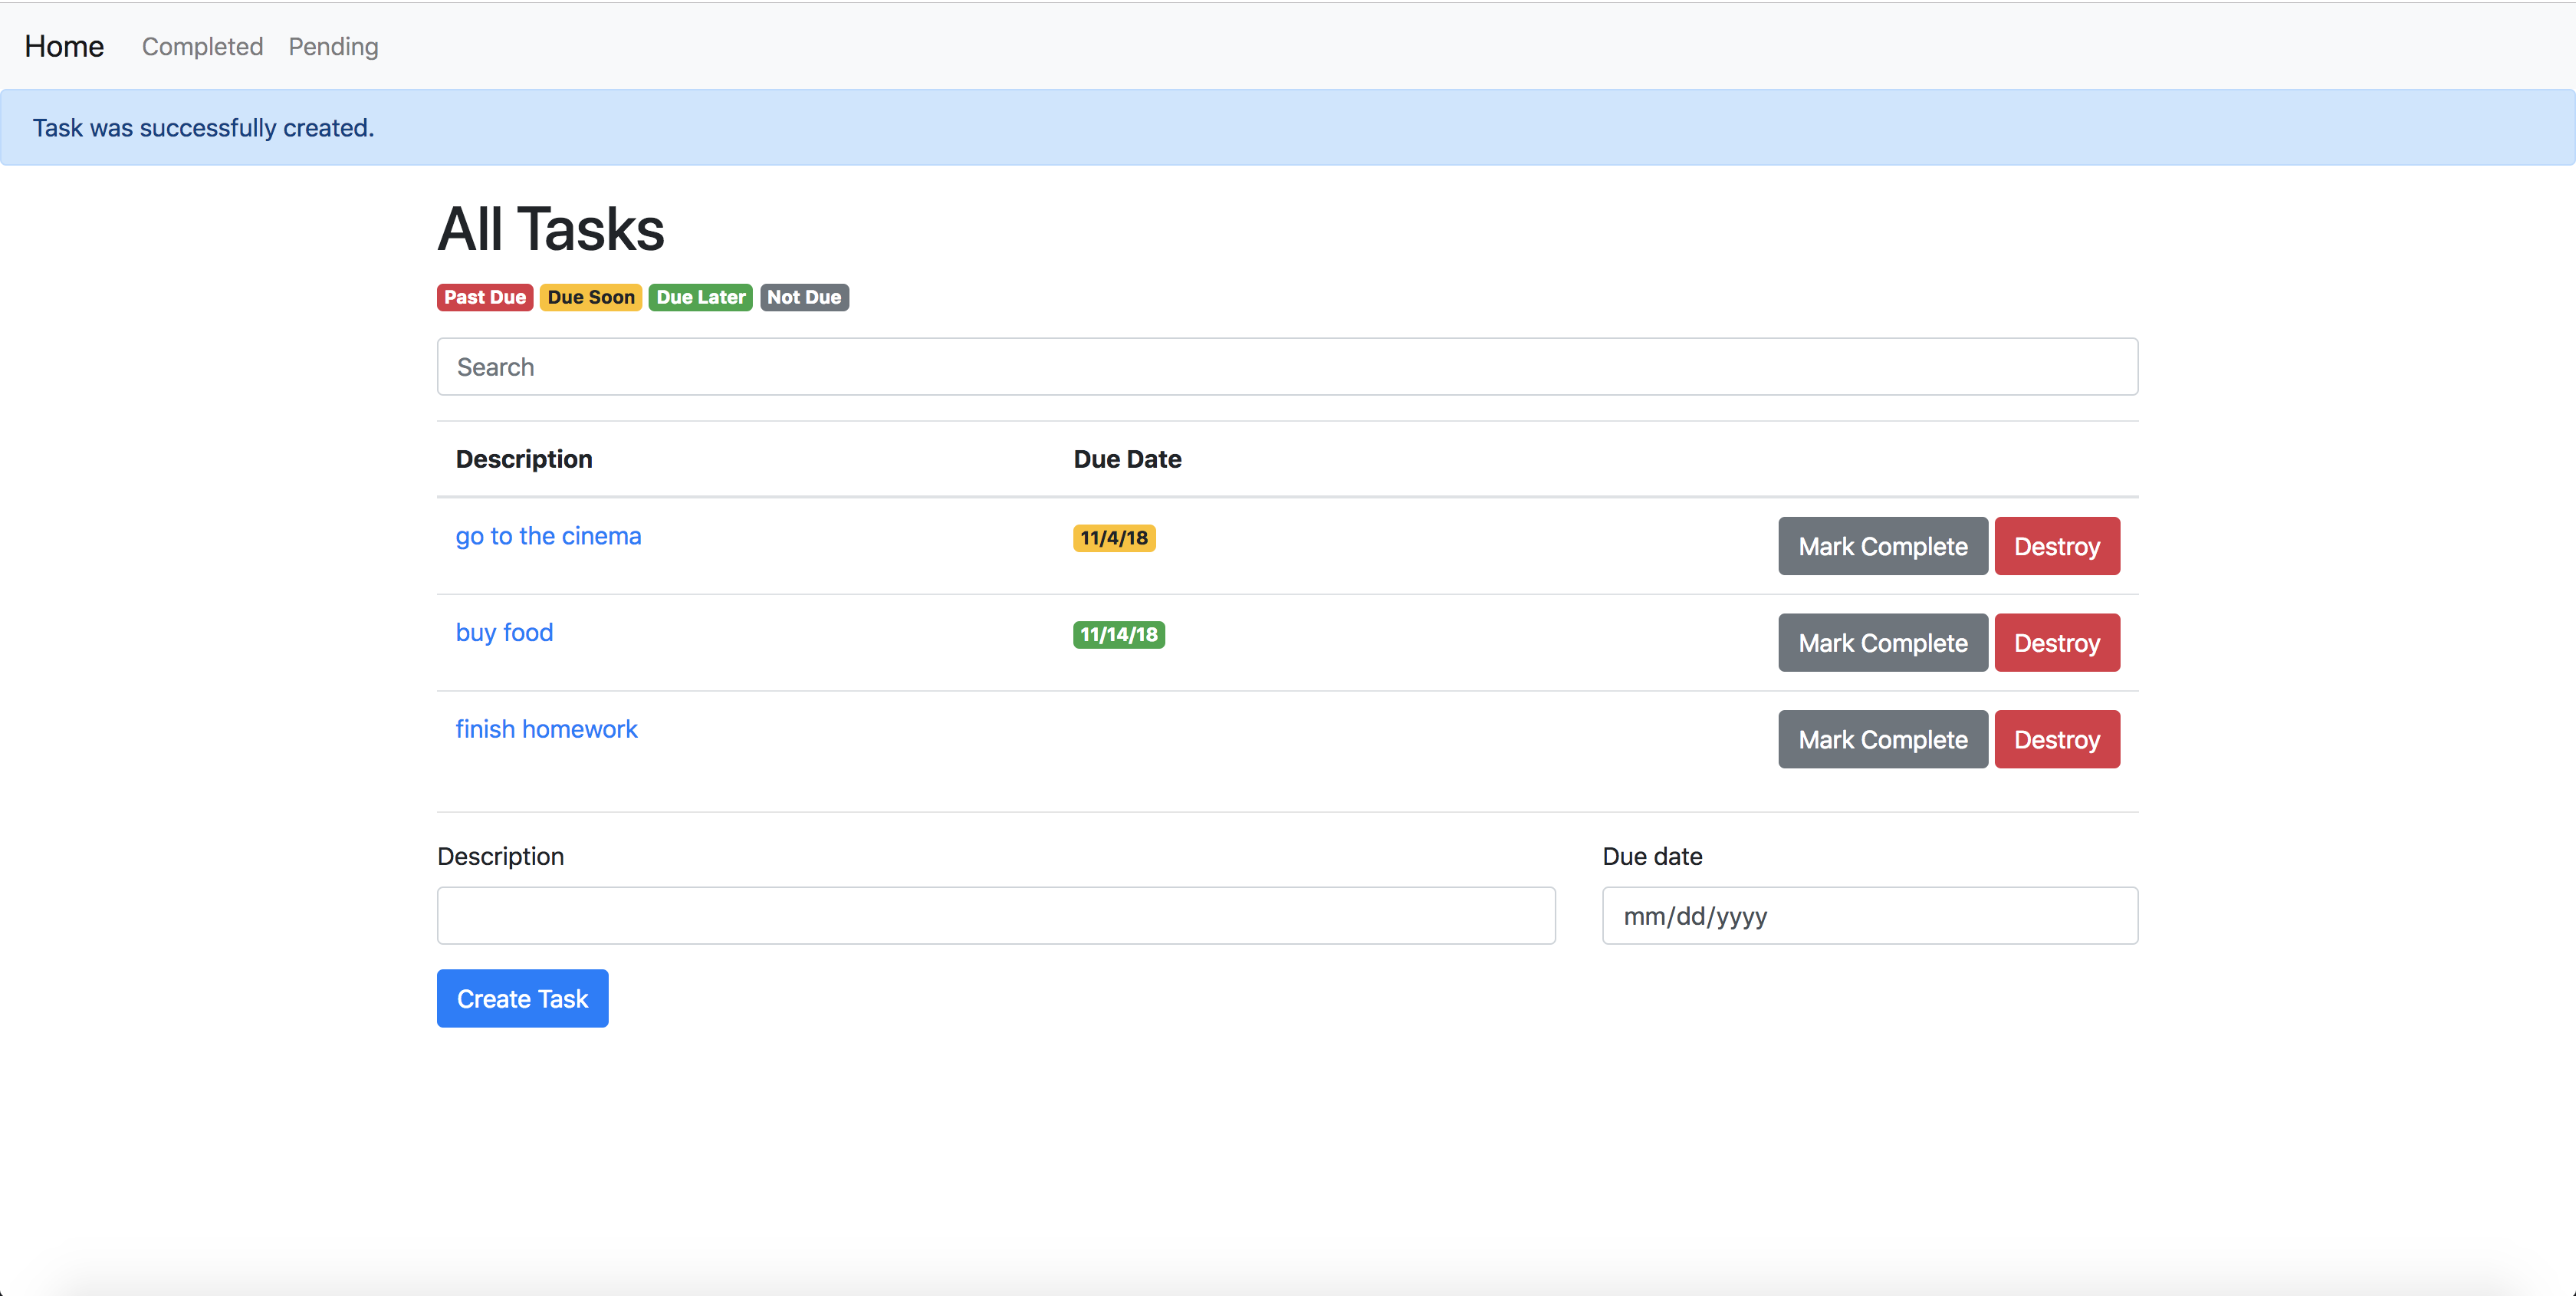 Home Completed Pending
Task was successfully created.
All Tasks
Past Due Due Soon Due Later Not Due
Search
Description Due Date
go to the cinema 11/4/18 Mark Complete Destroy
buy food 11/14/18 Mark Complete Destroy
finish homework Mark Complete Destroy
Description Due date
mm/dd/yyyy
Create Task